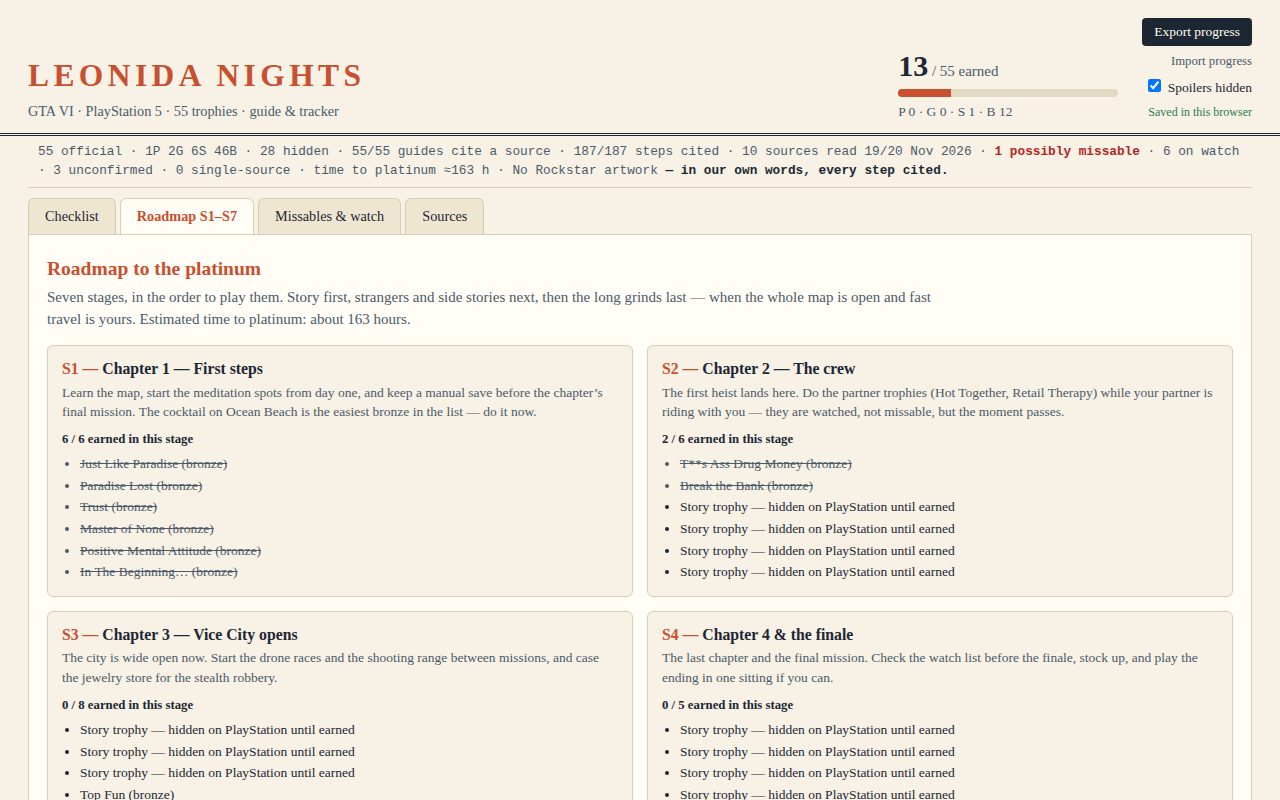 Export progress
LEONIDA NIGHTS
13 / 55 earned
Import progress
Spoilers hidden
GTA VI · PlayStation 5 · 55 trophies · guide & tracker
P 0 · G 0 · S 1 · B 12
Saved in this browser
55 official · 1P 2G 6S 46B · 28 hidden · 55/55 guides cite a source · 187/187 steps cited · 10 sources read 19/20 Nov 2026 · 1 possibly missable · 6 on watch
· 3 unconfirmed · 0 single-source · time to platinum ≈163 h · No Rockstar artwork — in our own words, every step cited.
Checklist
Roadmap S1–S7
Missables & watch
Sources
Roadmap to the platinum
Seven stages, in the order to play them. Story first, strangers and side stories next, then the long grinds last — when the whole map is open and fast
travel is yours. Estimated time to platinum: about 163 hours.
S1 — Chapter 1 — First steps
Learn the map, start the meditation spots from day one, and keep a manual save before the chapter’s
final mission. The cocktail on Ocean Beach is the easiest bronze in the list — do it now.
6 / 6 earned in this stage
• Just Like Paradise (bronze)
• Paradise Lost (bronze)
• Trust (bronze)
• Master of None (bronze)
• Positive Mental Attitude (bronze)
• In The Beginning… (bronze)
S2 — Chapter 2 — The crew
The first heist lands here. Do the partner trophies (Hot Together, Retail Therapy) while your partner is
riding with you — they are watched, not missable, but the moment passes.
2 / 6 earned in this stage
• T**s Ass Drug Money (bronze)
• Break the Bank (bronze)
• Story trophy — hidden on PlayStation until earned
• Story trophy — hidden on PlayStation until earned
• Story trophy — hidden on PlayStation until earned
• Story trophy — hidden on PlayStation until earned
S3 — Chapter 3 — Vice City opens
The city is wide open now. Start the drone races and the shooting range between missions, and case
the jewelry store for the stealth robbery.
0 / 8 earned in this stage
• Story trophy — hidden on PlayStation until earned
• Story trophy — hidden on PlayStation until earned
• Story trophy — hidden on PlayStation until earned
• Top Fun (bronze)
S4 — Chapter 4 & the finale
The last chapter and the final mission. Check the watch list before the finale, stock up, and play the
ending in one sitting if you can.
0 / 5 earned in this stage
• Story trophy — hidden on PlayStation until earned
• Story trophy — hidden on PlayStation until earned
• Story trophy — hidden on PlayStation until earned
• Story trophy — hidden on PlayStation until earned